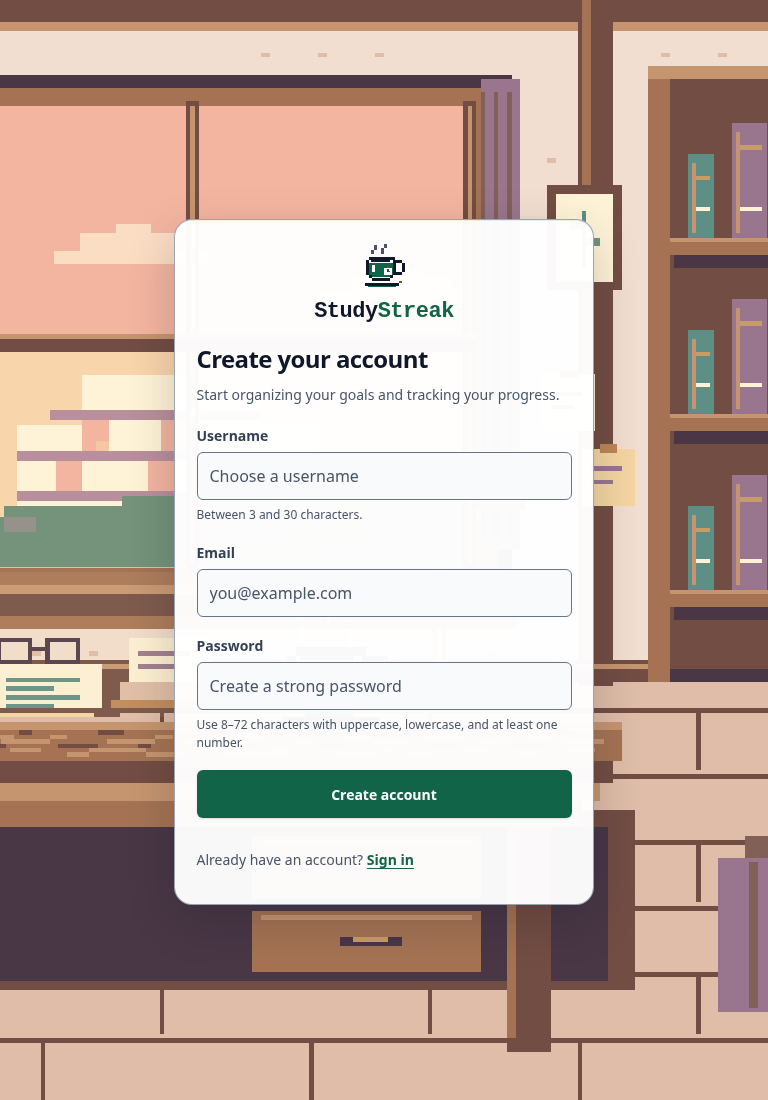 StudyStreak
Create your account
Start organizing your goals and tracking your progress.
Username
Choose a username
Between 3 and 30 characters.
Email
you@example.com
Password
Create a strong password
Use 8–72 characters with uppercase, lowercase, and at least one
number.
Create account
Already have an account? Sign in